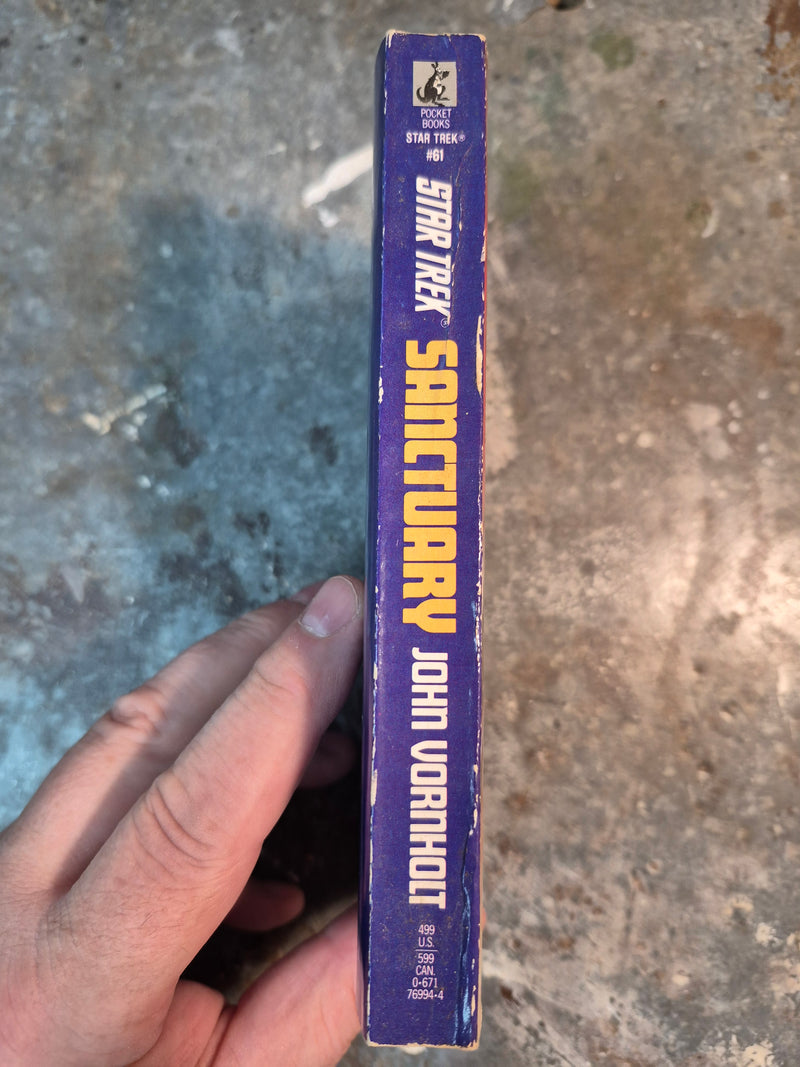 POCKET
BOOKS
STAR TREK®
#61
STAR TREK®
SANCTUARY
JOHN VORNHOLT
499
U.S.
599
CAN.
0-671
76994-4